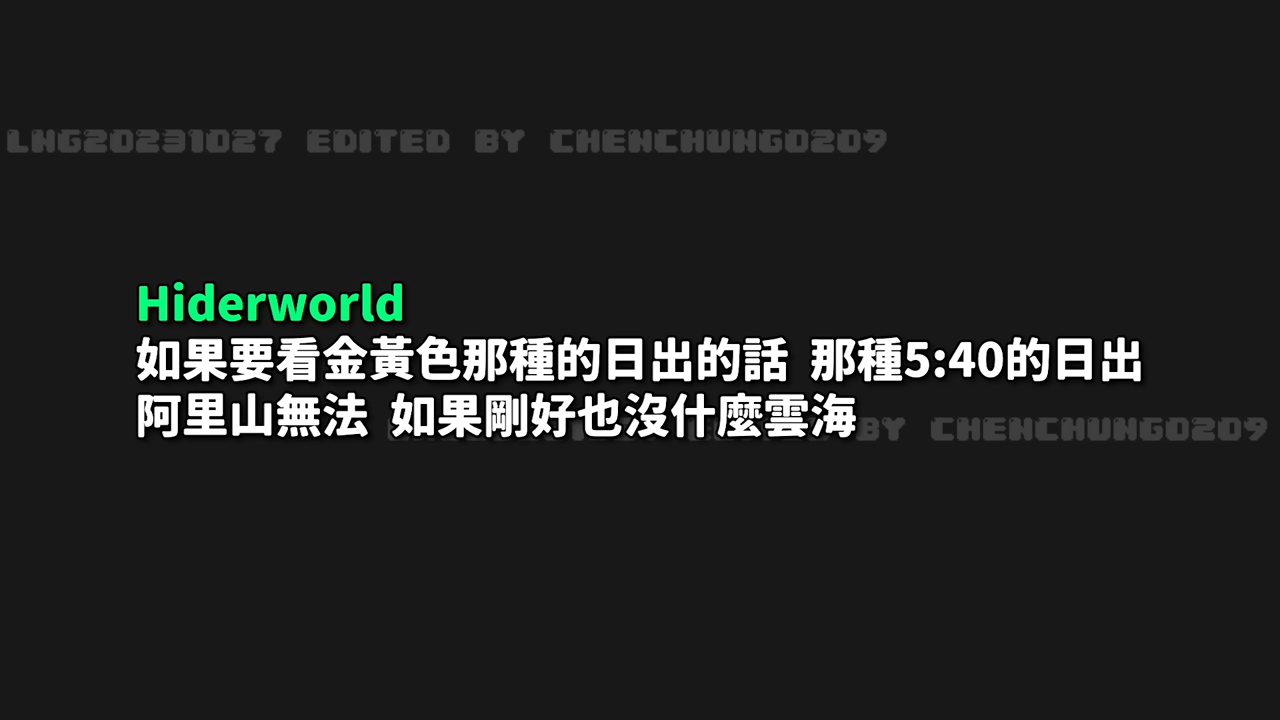 LNG20231027 EDITED BY CHENCHUNG0209
Hiderworld
如果要看金黃色那種的日出的話 那種5:40的日出
阿里山無法 如果剛好也沒什麼雲海
BY CHENCHUNG0209